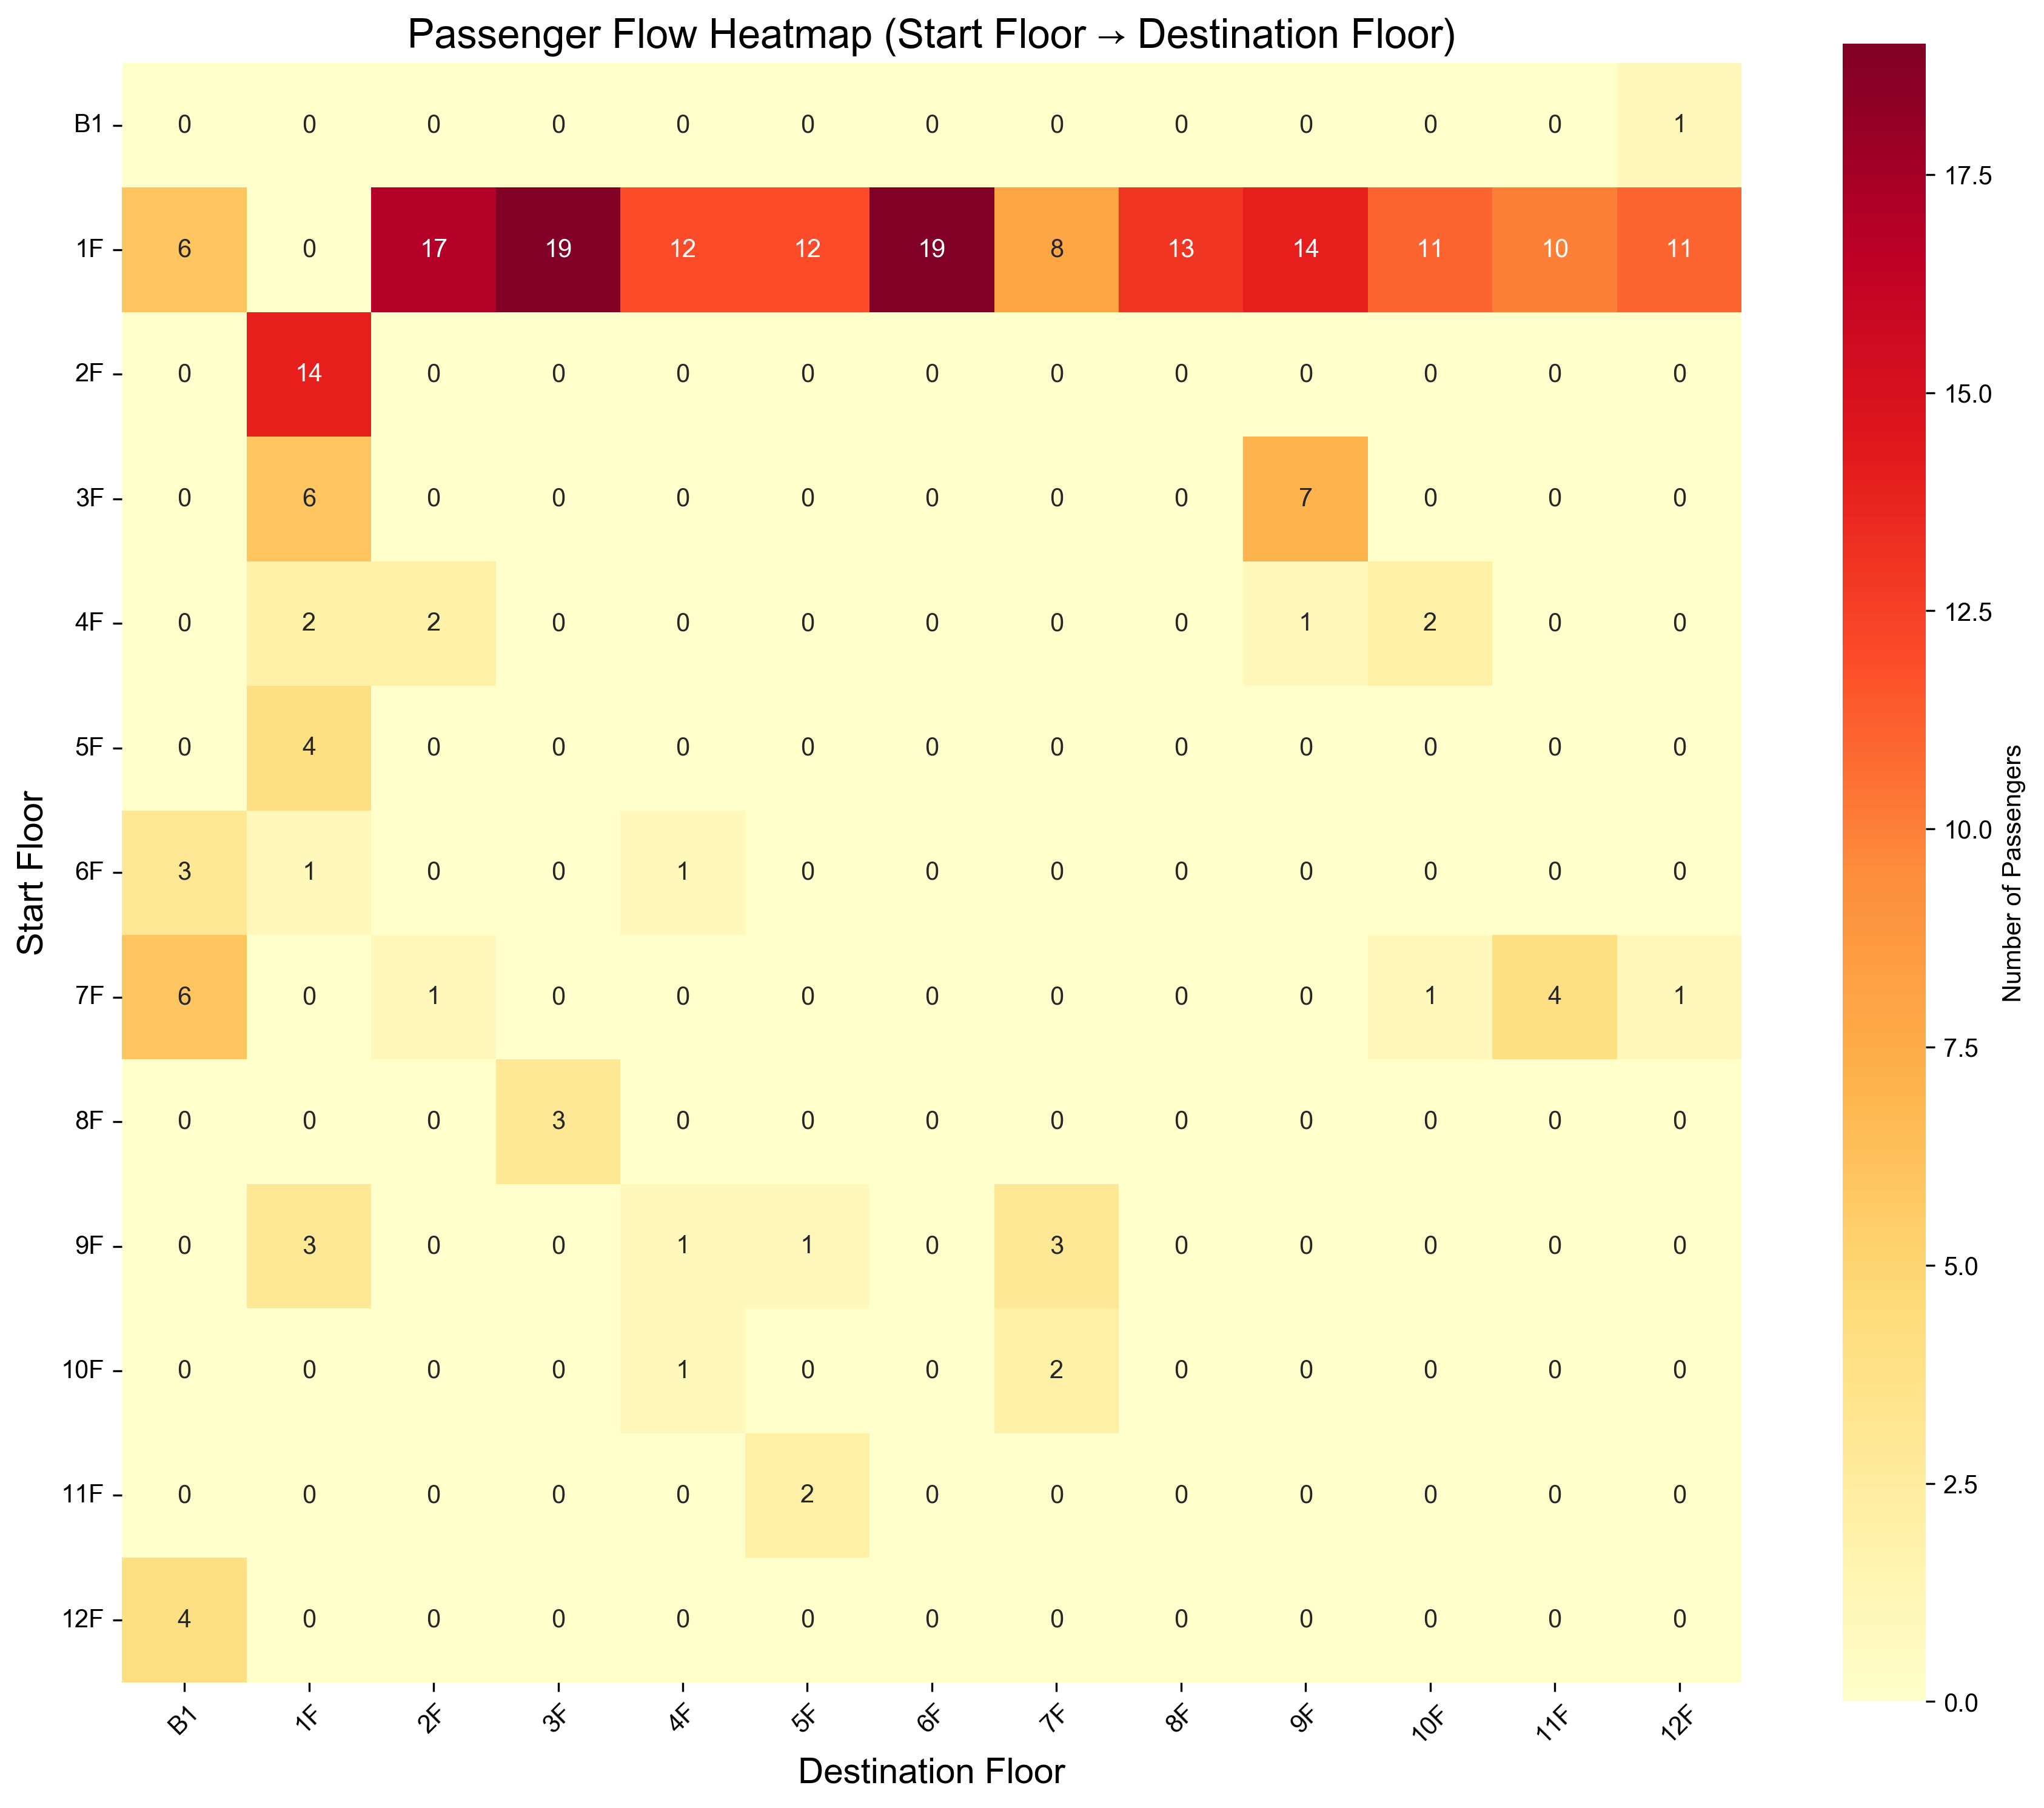 Passenger Flow Heatmap (Start Floor → Destination Floor)
B1 0 0 0 0 0 0 0 0 0 0 0 0 1
1F 6 0 17 19 12 12 19 8 13 14 11 10 11
2F 0 14 0 0 0 0 0 0 0 0 0 0 0
3F 0 6 0 0 0 0 0 0 0 7 0 0 0
4F 0 2 2 0 0 0 0 0 0 1 2 0 0
5F 0 4 0 0 0 0 0 0 0 0 0 0 0
6F 3 1 0 0 1 0 0 0 0 0 0 0 0
7F 6 0 1 0 0 0 0 0 0 0 1 4 1
8F 0 0 0 3 0 0 0 0 0 0 0 0 0
9F 0 3 0 0 1 1 0 3 0 0 0 0 0
10F 0 0 0 0 1 0 0 2 0 0 0 0 0
11F 0 0 0 0 0 2 0 0 0 0 0 0 0
12F 4 0 0 0 0 0 0 0 0 0 0 0 0
B1 1F 2F 3F 4F 5F 6F 7F 8F 9F 10F 11F 12F
Start Floor
Destination Floor
17.5
15.0
12.5
10.0
7.5
5.0
2.5
0.0
Number of Passengers